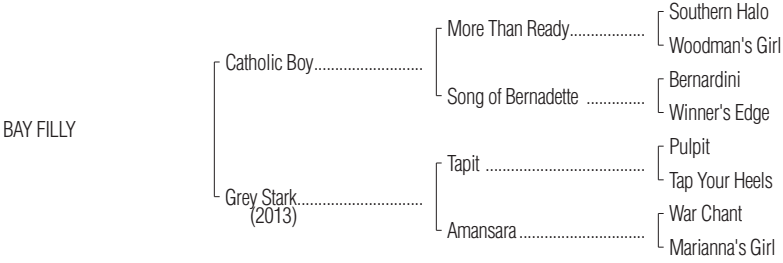 Southern Halo
More Than Ready....................
Woodman's Girl
Catholic Boy..........................
Bernardini
Song of Bernadette ...............
Winner's Edge
BAY FILLY
Pulpit
Tapit ..........................................
Tap Your Heels
Grey Stark..............................
(2013)
War Chant
Amansara.................................
Marianna's Girl